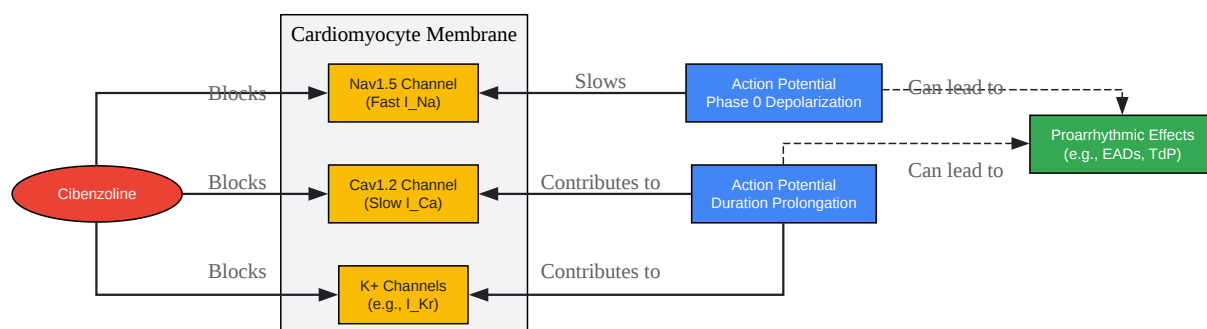 Cardiomyocyte Membrane
Nav1.5 Channel
(Fast I_Na)
Blocks
Slows
Action Potential
Phase 0 Depolarization
Can lead to
Proarrhythmic Effects
(e.g., EADs, TdP)
Cibenzoline
Blocks
Cav1.2 Channel
(Slow I_Ca)
Contributes to
Action Potential
Duration Prolongation
Can lead to
Blocks
K+ Channels
(e.g., I_Kr)
Contributes to